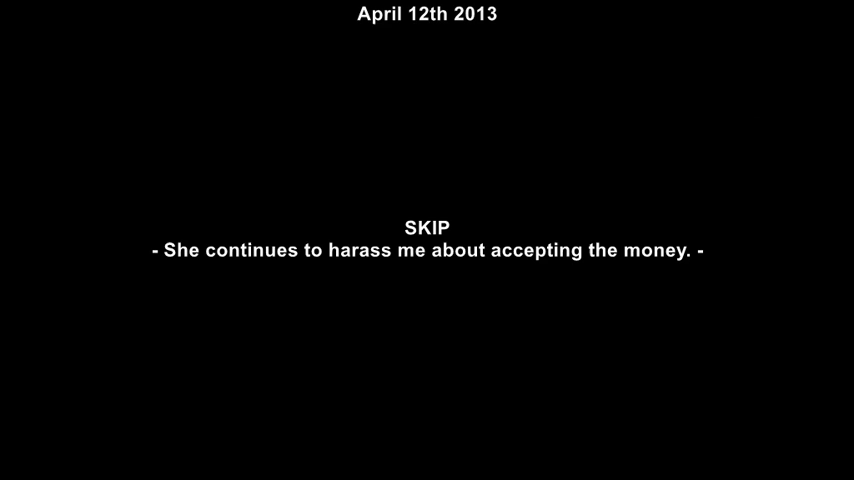 April 12th 2013
SKIP
- She continues to harass me about accepting the money. -